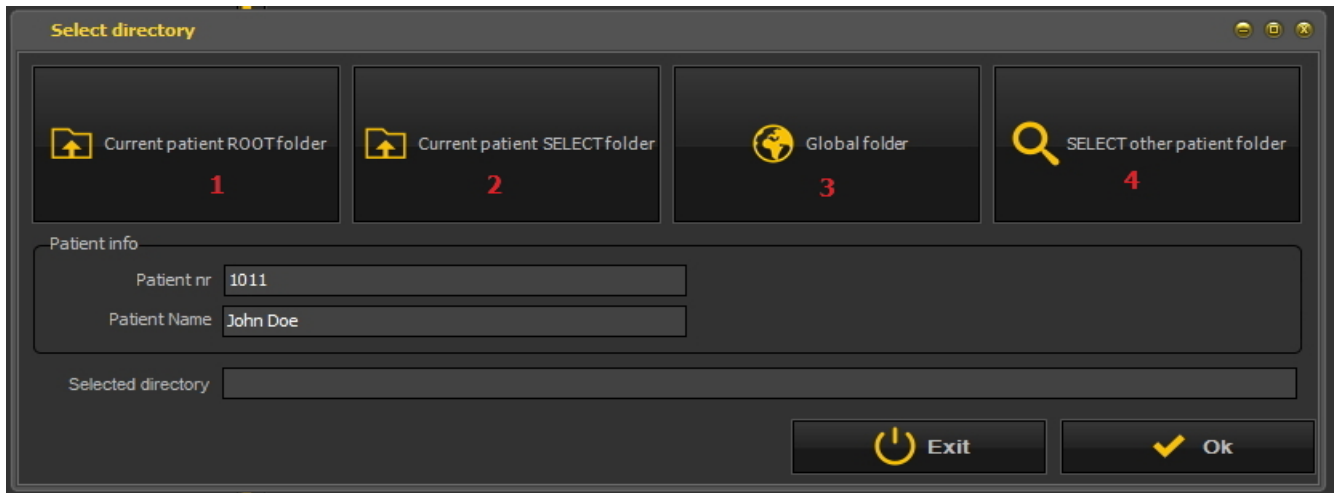 Select directory
Current patient ROOT folder
1
Current patient SELECT folder
2
Global folder
3
SELECT other patient folder
4
Patient info
Patient nr 1011
Patient Name John Doe
Selected directory
Exit
Ok